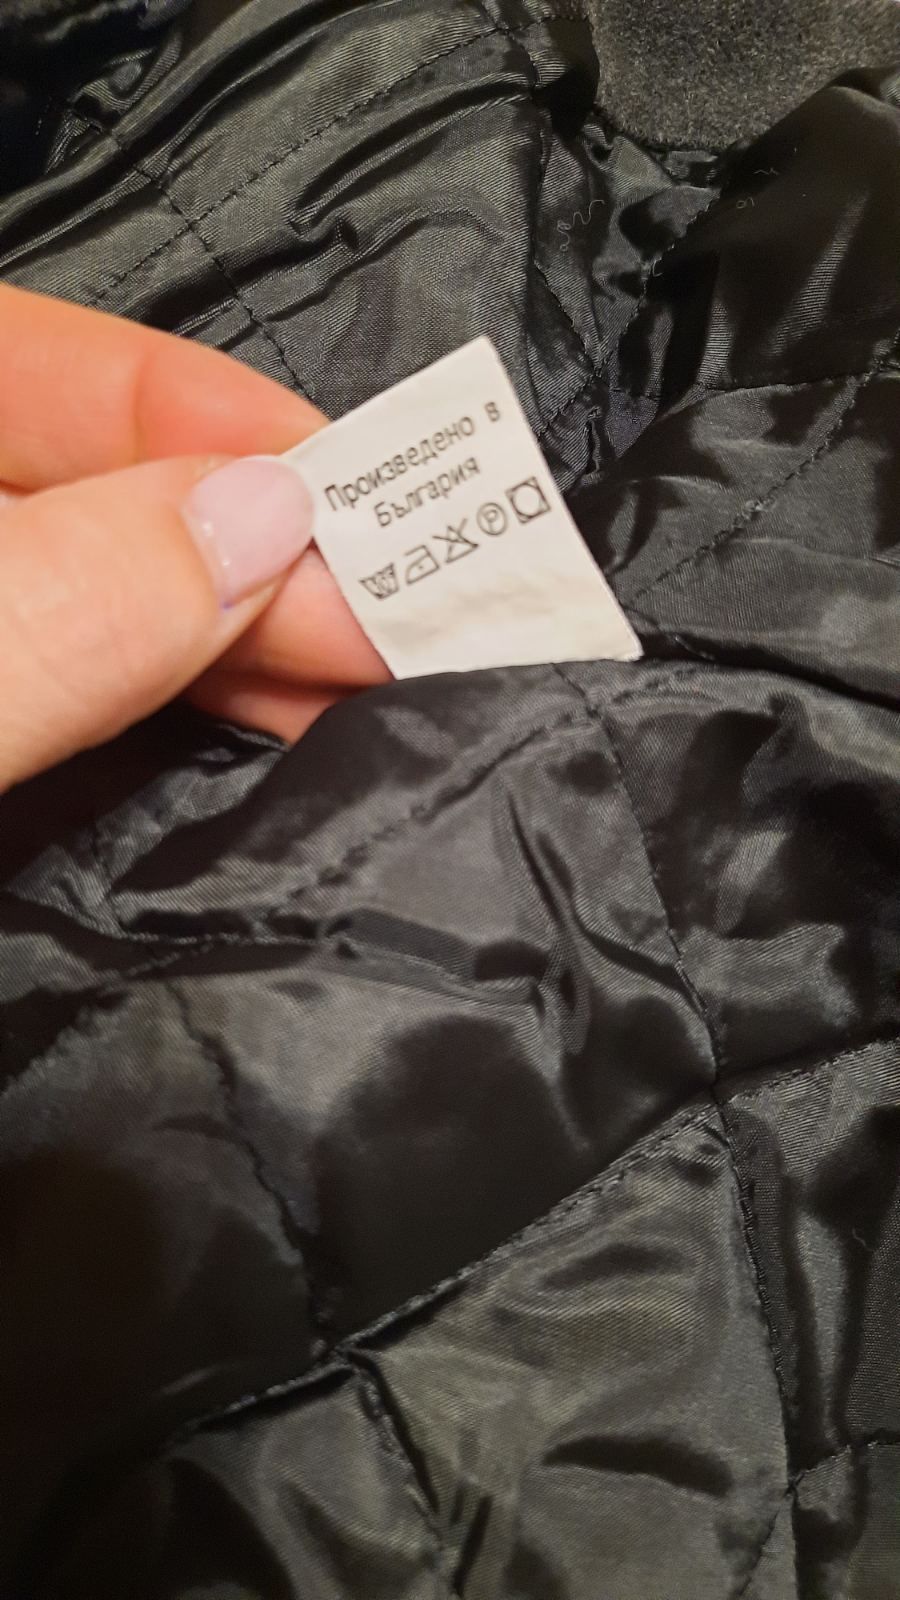 Произведено в
България